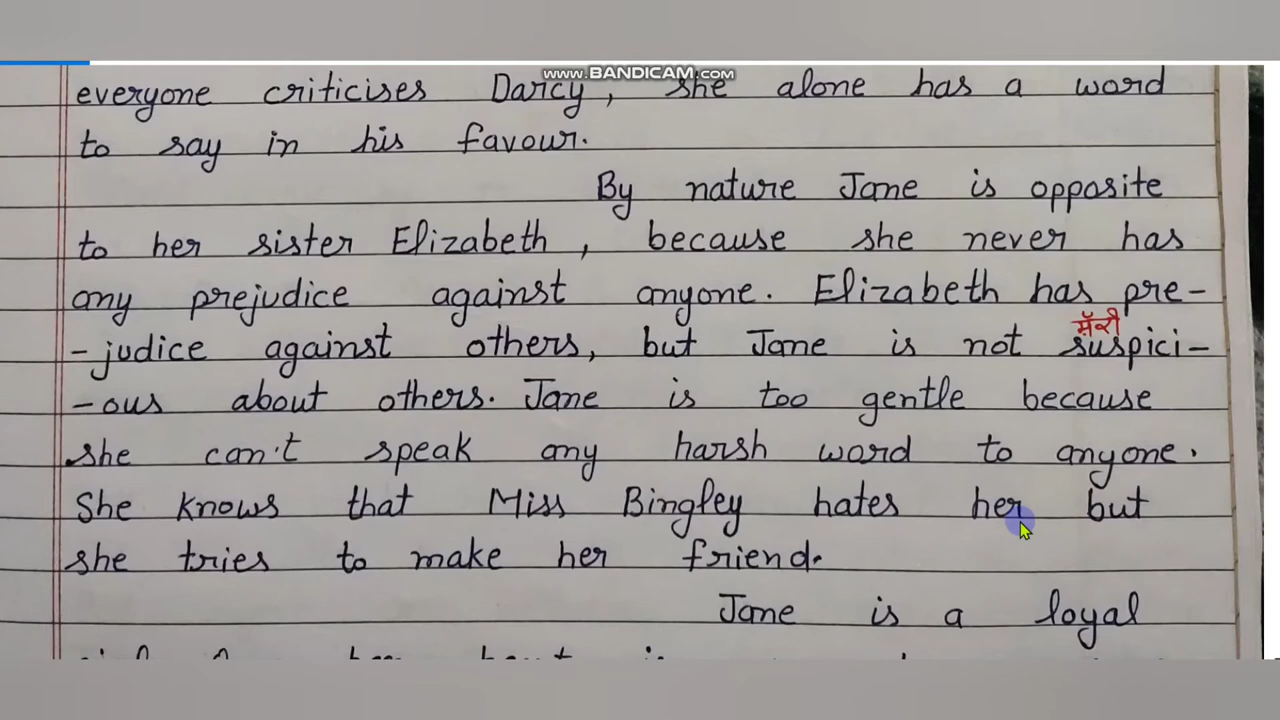 www.BANDICAM.com
everyone criticises Darcy, she alone has a word
to say in his favour.
By nature Jane is opposite
to her sister Elizabeth, because she never has
any prejudice against anyone. Elizabeth has pre-
-judice against others, but Jane is not suspici-
-ous about others. Jane is too gentle because
she can't speak any harsh word to anyone.
She knows that Miss Bingley hates her but
she tries to make her friend.
Jane is a loyal